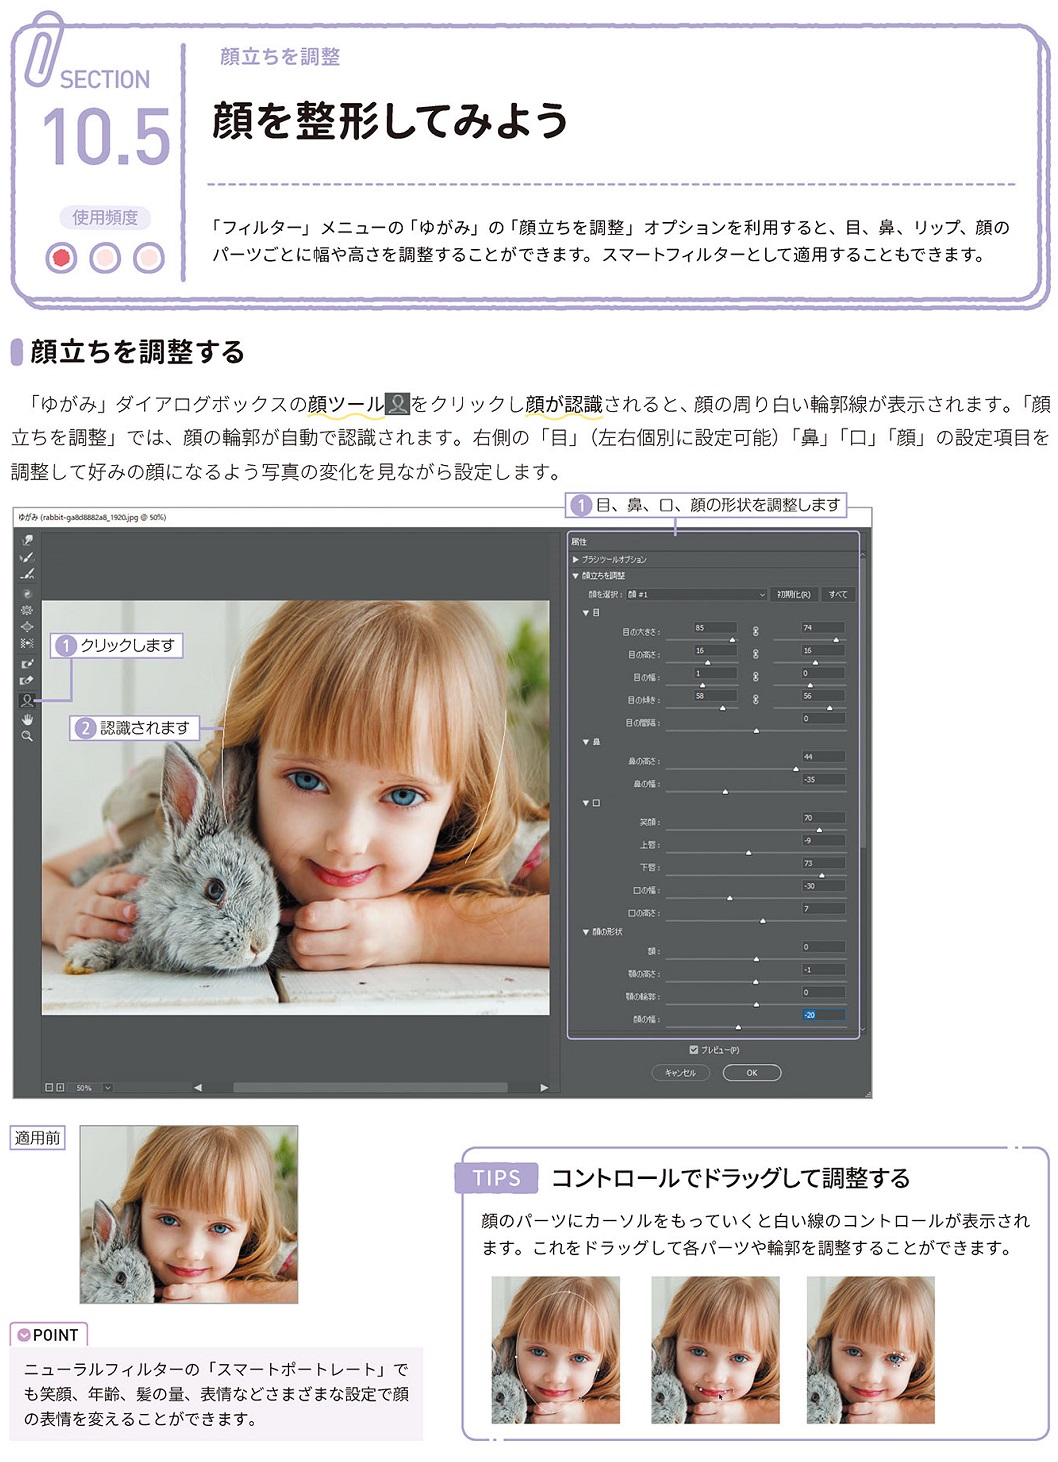 SECTION
10.5
使用頻度
顔立ちを調整
顔を整形してみよう
「フィルター」メニューの「ゆがみ」の「顔立ちを調整」オプションを利用すると、目、鼻、リップ、顔の
パーツごとに幅や高さを調整することができます。スマートフィルターとして適用することもできます。
顔立ちを調整する
「ゆがみ」ダイアログボックスの顔ツールをクリックし顔が認識されると、顔の周り白い輪郭線が表示されます。「顔
立ちを調整」では、顔の輪郭が自動で認識されます。右側の「目」（左右個別に設定可能）「鼻」「口」「顔」の設定項目を
調整して好みの顔になるよう写真の変化を見ながら設定します。
1 目、鼻、口、顔の形状を調整します
ゆがみ (rabbit-ga8d8882a8_1920.jpg @ 50%)
1 クリックします
2 認識されます
50%
属性
▶ ブラシツールオプション
▼ 顔立ちを調整
顔を選択： 顔 #1 初期化(R) すべて
▼ 目
目の大きさ： 85 74
目の高さ： 16 16
目の幅： 1 0
目の傾き： 58 56
目の間隔： 0
▼ 鼻
鼻の高さ： 44
鼻の幅： -35
▼ 口
笑顔： 70
上唇： -9
下唇： 73
口の幅： -30
口の高さ： 7
▼ 顔の形状
額： 0
顎の高さ： -1
顎の輪郭： 0
顔の幅： -20
プレビュー(P)
キャンセル OK
適用前
POINT
ニューラルフィルターの「スマートポートレート」で
も笑顔、年齢、髪の量、表情などさまざまな設定で顔
の表情を変えることができます。
TIPS コントロールでドラッグして調整する
顔のパーツにカーソルをもっていくと白い線のコントロールが表示され
ます。これをドラッグして各パーツや輪郭を調整することができます。